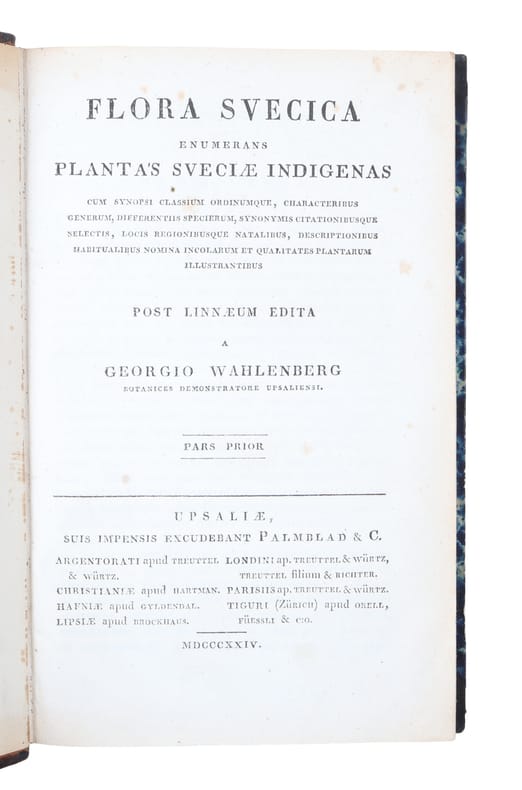 FLORA SVECICA
ENUMERANS
PLANTAS SVECIÆ INDIGENAS
CUM SYNOPSI CLASSIUM ORDINUMQUE, CHARACTERIBUS
GENERUM, DIFFERENTIIS SPECIERUM, SYNONYMIS CITATIONIBUSQUE
SELECTIS, LOCIS REGIONIBUSQUE NATALIBUS, DESCRIPTIONIBUS
HABITUALIBUS NOMINA INCOLARUM ET QUALITATES PLANTARUM
ILLUSTRANTIBUS
POST LINNÆUM EDITA
A
GEORGIO WAHLENBERG
BOTANICES DEMONSTRATORE UPSALIENSI.
PARS PRIOR
UPSALIÆ,
SUIS IMPENSIS EXCUDEBANT PALMBLAD & C.
ARGENTORATI apud TREUTTEL
& WÜRTZ.
CHRISTIANIÆ apud HARTMAN.
HAFNIÆ apud GYLDENDAL.
LIPSIÆ apud BROCKHAUS.
LONDINI ap. TREUTTEL & WÜRTZ,
TREUTTEL filium & RICHTER.
PARISIIS ap. TREUTTEL & WÜRTZ.
TIGURI (ZÜRICH) apud ORELL,
FÜESSLI & C:O.
MDCCCXXIV.